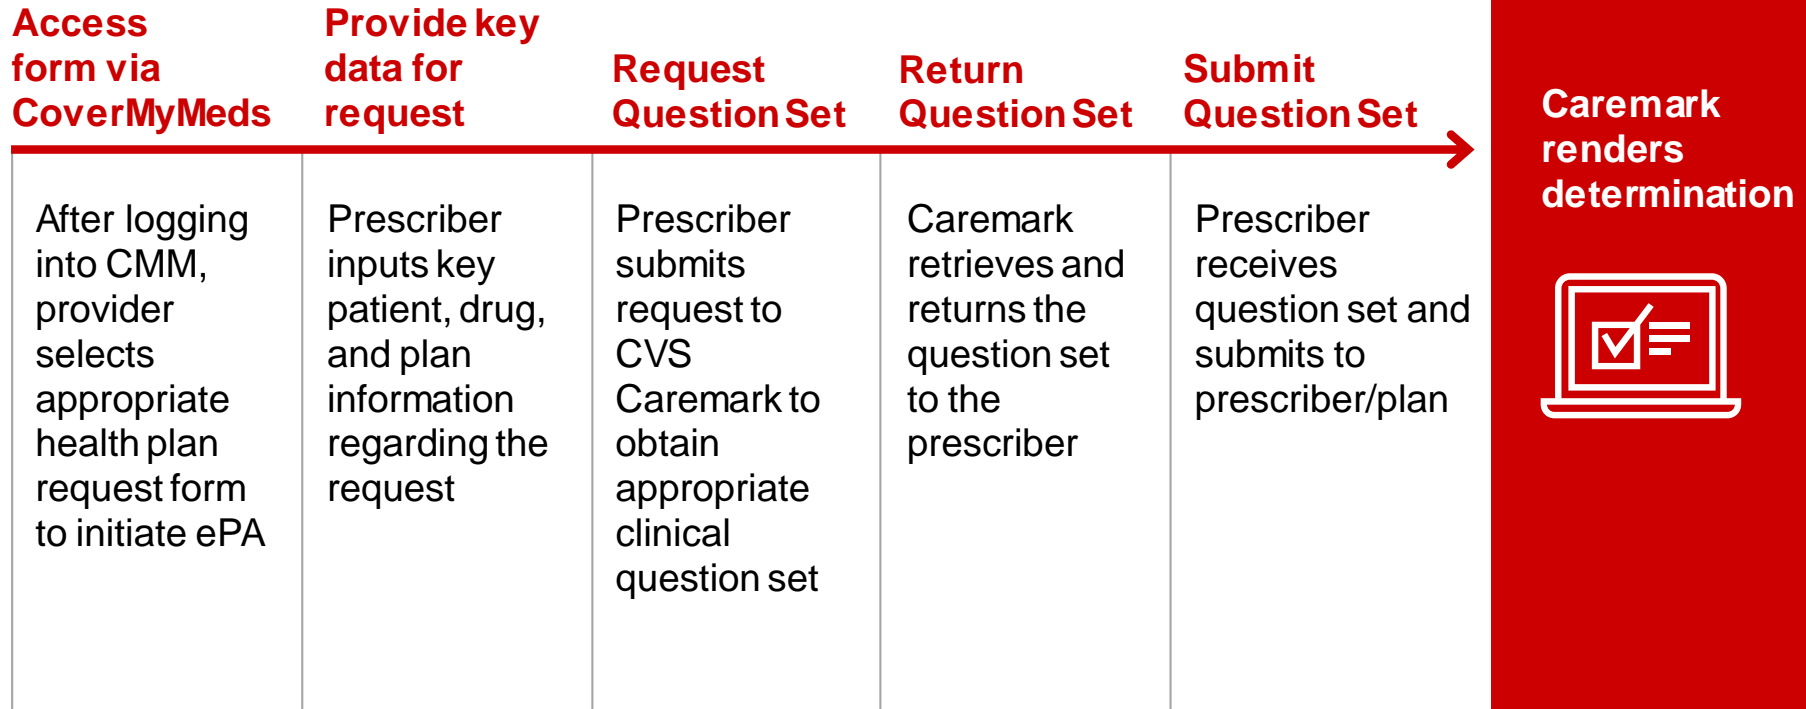 Access
form via
CoverMyMeds
Provide key
data for
request
Request
Question Set
Return
Question Set
Submit
Question Set
After logging
into CMM,
provider
selects
appropriate
health plan
request form
to initiate ePA
Prescriber
inputs key
patient, drug,
and plan
information
regarding the
request
Prescriber
submits
request to
CVS
Caremark to
obtain
appropriate
clinical
question set
Caremark
retrieves and
returns the
question set
to the
prescriber
Prescriber
receives
question set and
submits to
prescriber/plan
Caremark
renders
determination